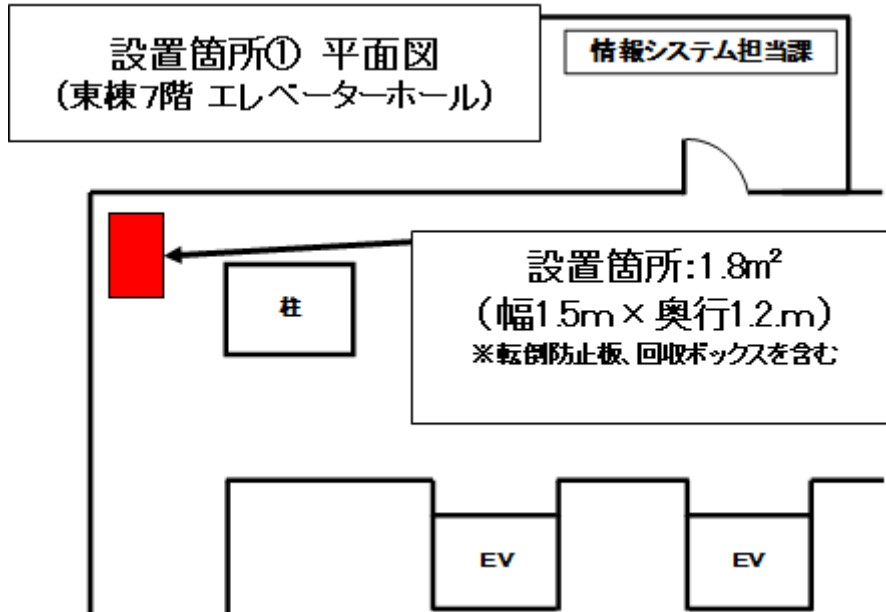 設置箇所① 平面図
(東棟7階 エレベーターホール)
情報システム担当課
設置箇所:1.8m²
(幅1.5m×奥行1.2.m)
※転倒防止板、回収ボックスを含む
柱
EV
EV